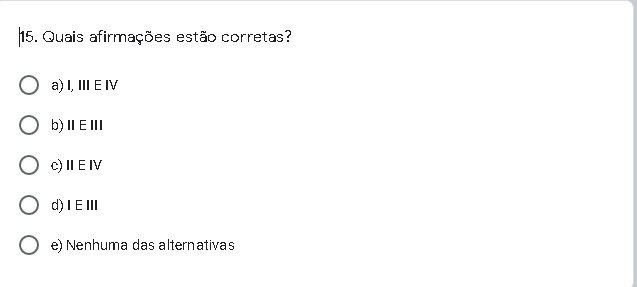 15. Quais afirmações estão corretas?
a) I, III E IV
b) II E III
c) II E IV
d) I E III
e) Nenhuma das alternativas